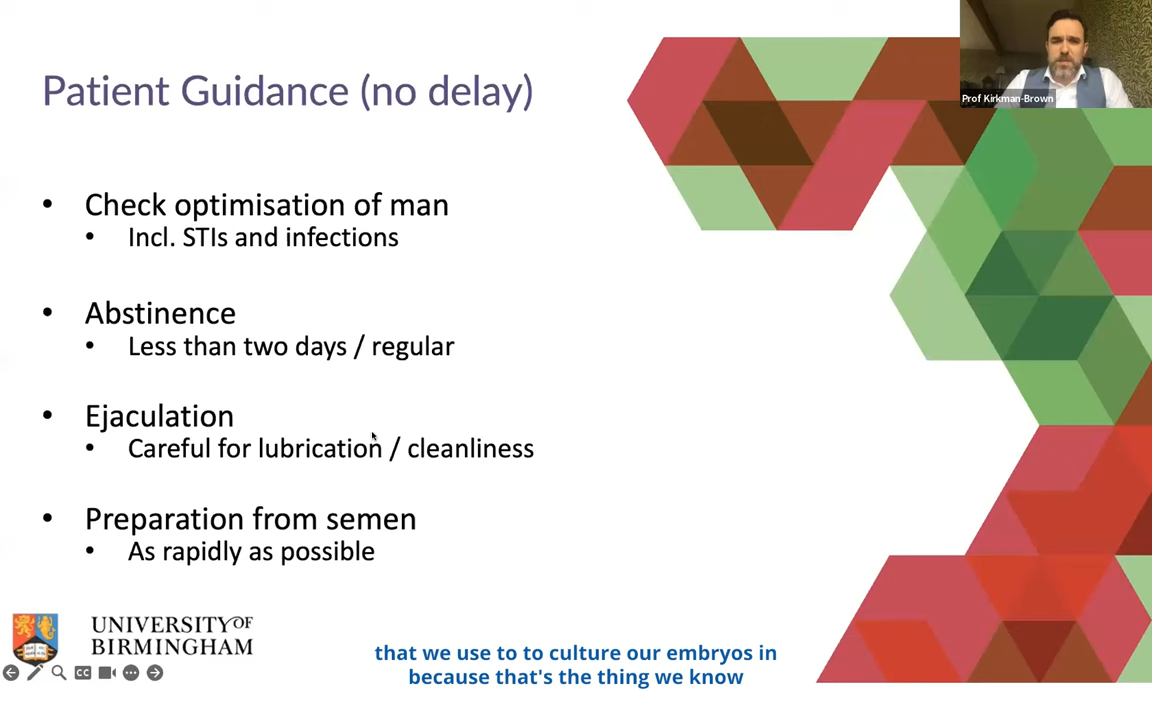 Patient Guidance (no delay)
Prof Kirkman-Brown
• Check optimisation of man
• Incl. STIs and infections
• Abstinence
• Less than two days / regular
• Ejaculation
• Careful for lubrication / cleanliness
• Preparation from semen
• As rapidly as possible
UNIVERSITY OF
BIRMINGHAM
CC
that we use to to culture our embryos in
because that's the thing we know